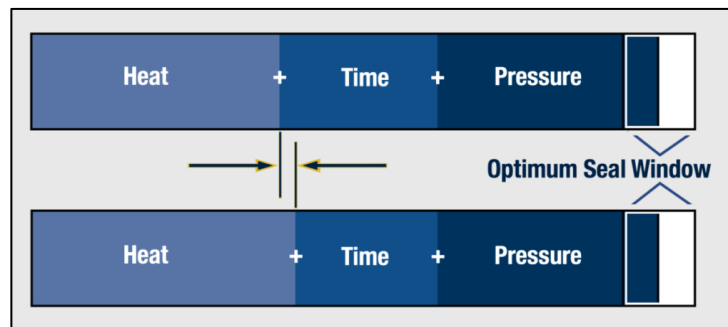 Heat + Time + Pressure
Optimum Seal Window
Heat + Time + Pressure